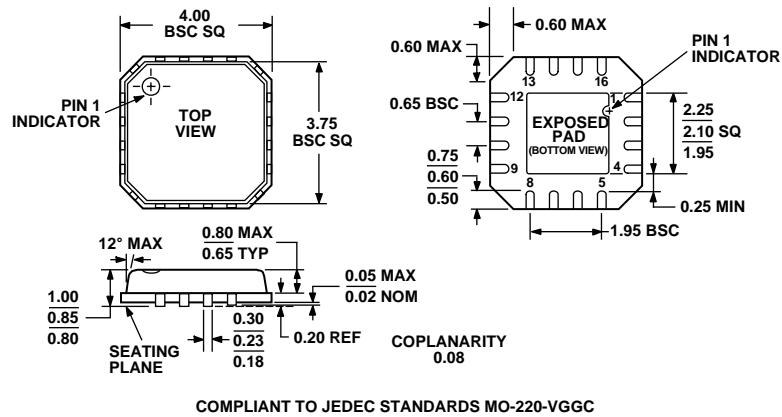 4.00
BSC SQ
PIN 1
INDICATOR
TOP
VIEW
3.75
BSC SQ
0.60 MAX
0.60 MAX
PIN 1
INDICATOR
13
16
12
1
0.65 BSC
EXPOSED
PAD
(BOTTOM VIEW)
2.25
2.10 SQ
1.95
0.75
0.60
0.50
9
4
8
5
0.25 MIN
1.95 BSC
12° MAX
0.80 MAX
0.65 TYP
0.05 MAX
0.02 NOM
1.00
0.85
0.80
SEATING
PLANE
0.30
0.23
0.18
0.20 REF
COPLANARITY
0.08
COMPLIANT TO JEDEC STANDARDS MO-220-VGGC